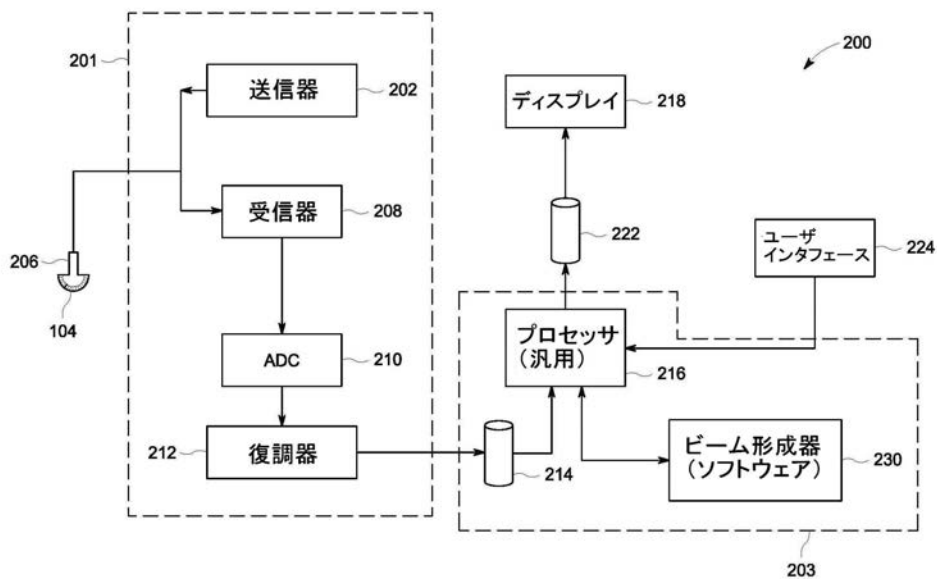 200
201
送信器
202
ディスプレイ
218
受信器
208
222
ユーザ
インタフェース
224
206
104
プロセッサ
(汎用)
216
ADC
210
212
復調器
214
ビーム形成器
(ソフトウェア)
230
203